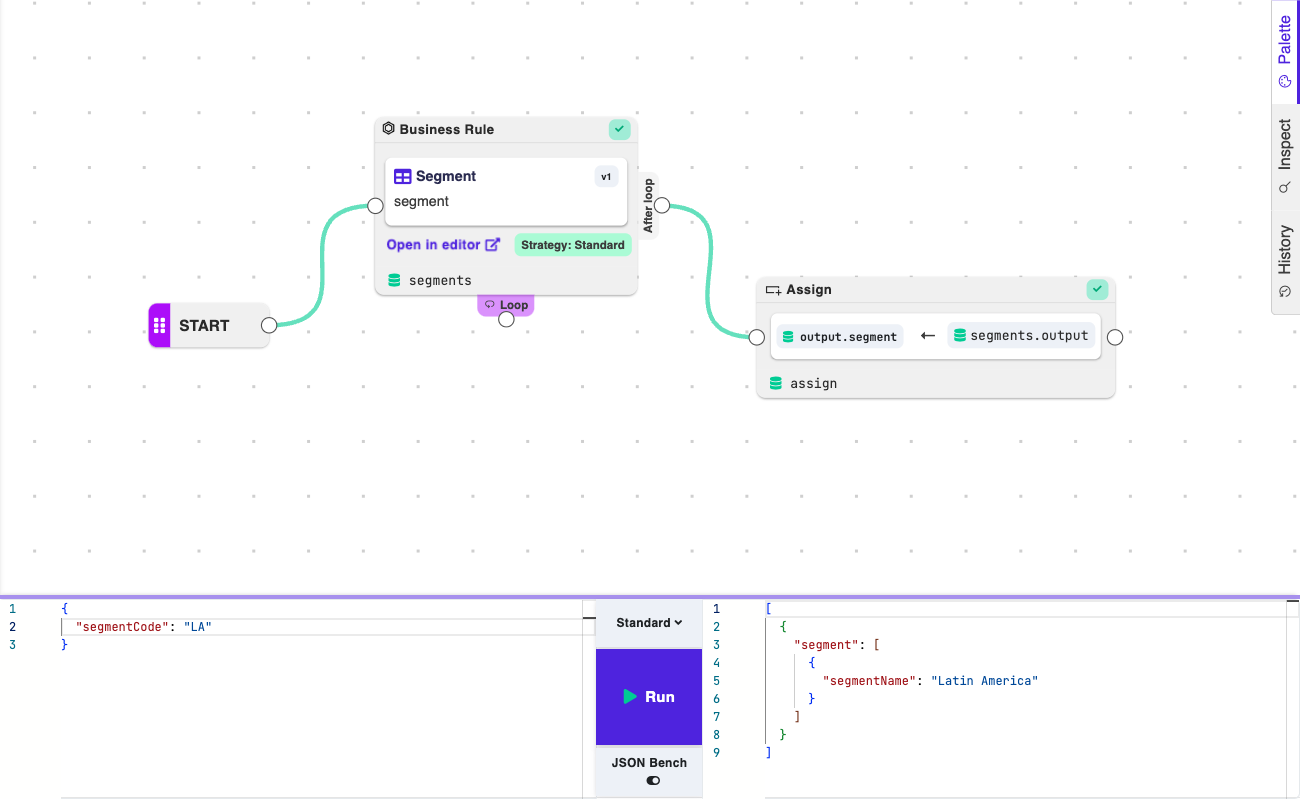 Palette
Inspect
History
Business Rule
Segment
v1
segment
Open in editor
Strategy: Standard
segments
After loop
Loop
START
Assign
output.segment ← segments.output
assign
1 {
2 "segmentCode": "LA"
3 }
Standard
Run
JSON Bench
1 [
2 {
3 "segment": [
4 {
5 "segmentName": "Latin America"
6 }
7 ]
8 }
9 ]